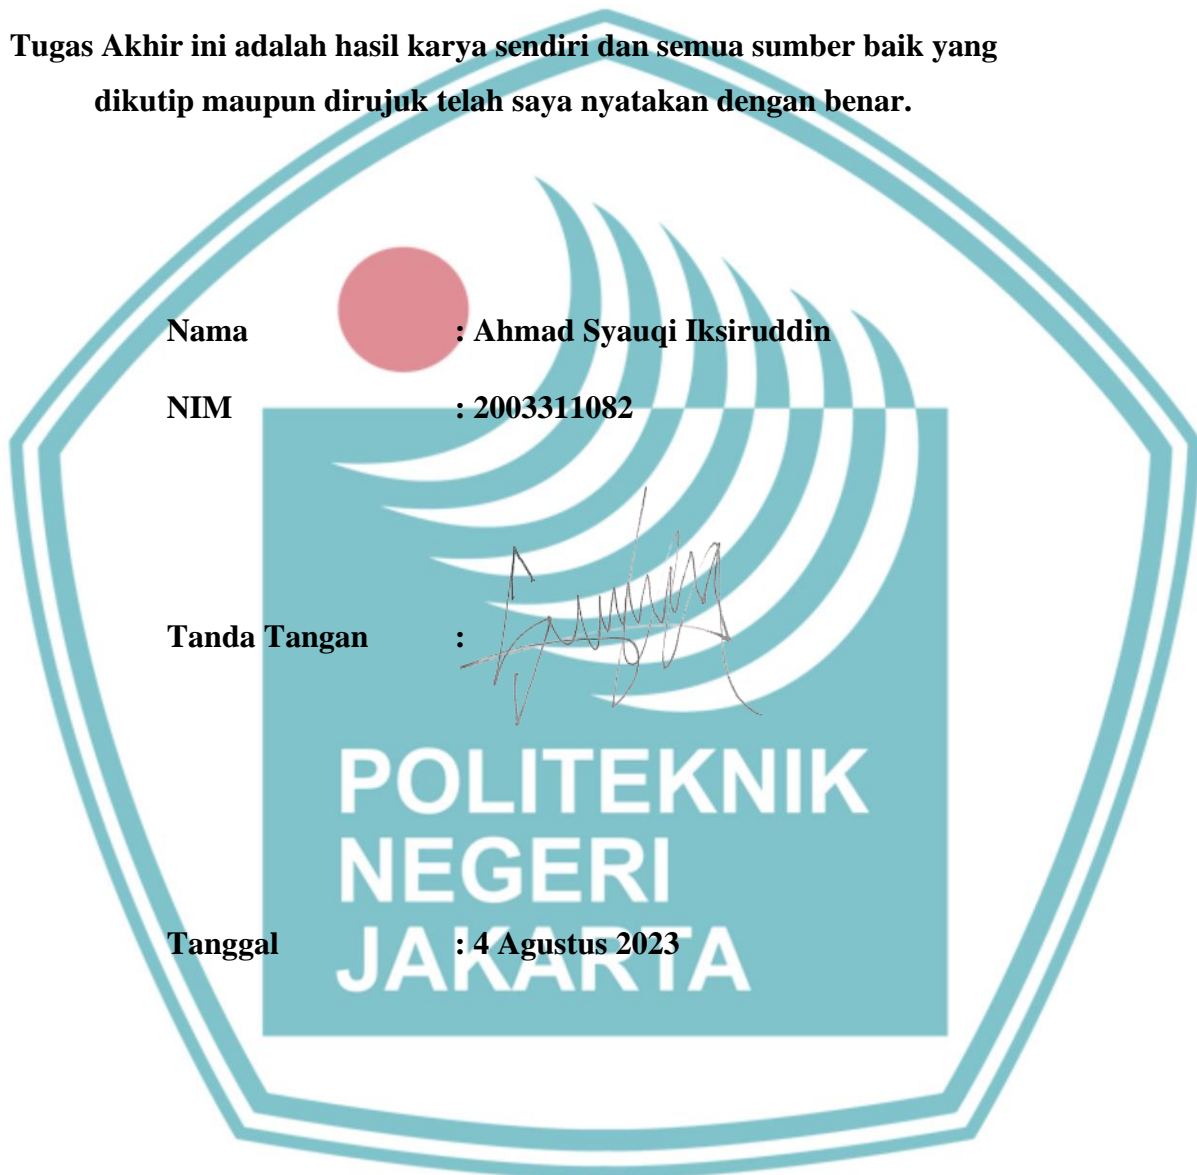 Tugas Akhir ini adalah hasil karya sendiri dan semua sumber baik yang
dikutip maupun dirujuk telah saya nyatakan dengan benar.
Nama : Ahmad Syauqi Iksiruddin
NIM : 2003311082
Tanda Tangan :
POLITEKNIK
NEGERI
JAKARTA
Tanggal : 4 Agustus 2023